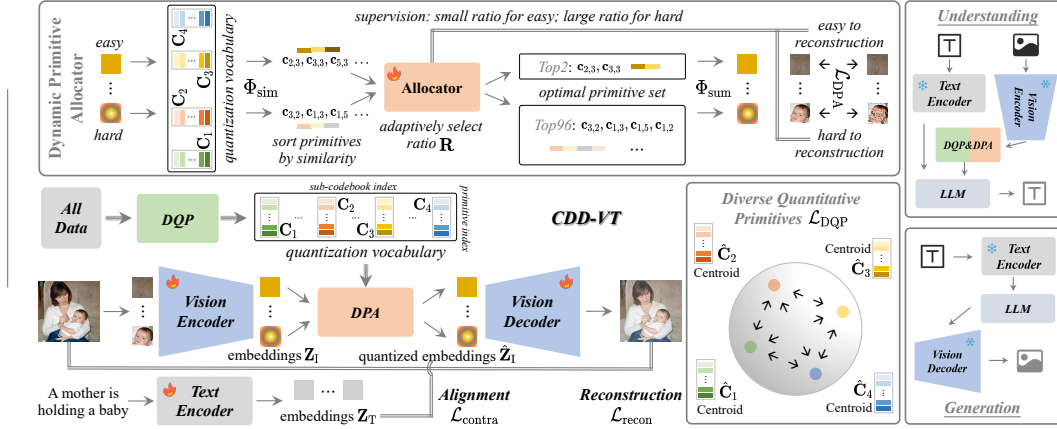 Dynamic Primitive
Allocator
easy
hard
C4
C3
C2
C1
quantization vocabulary
Φsim
supervision: small ratio for easy; large ratio for hard
c2,3, c3,3, c5,3 ...
c3,2, c1,3, c1,5, ...
sort primitives
by similarity
Allocator
adaptively select
ratio R
Top2: c2,3, c3,3
optimal primitive set
Top96: c3,2, c1,3, c1,5, c1,2
...
Φsum
easy to
reconstruction
LDPA
hard to
reconstruction
Understanding
T
Text
Encoder
Vision
Encoder
DQP&DPA
LLM
T
All
Data
DQP
sub-codebook index
primitive index
C1
C2
C3
C4
quantization vocabulary
CDD-VT
Vision
Encoder
embeddings ZI
DPA
quantized embeddings ẐI
Vision
Decoder
A mother is
holding a baby
Text
Encoder
embeddings ZT
Alignment
Lcontra
Reconstruction
Lrecon
Diverse Quantitative
Primitives LDQP
Ĉ2
Centroid
Ĉ3
Centroid
Ĉ1
Centroid
Ĉ4
Centroid
T
Text
Encoder
LLM
Vision
Decoder
Generation